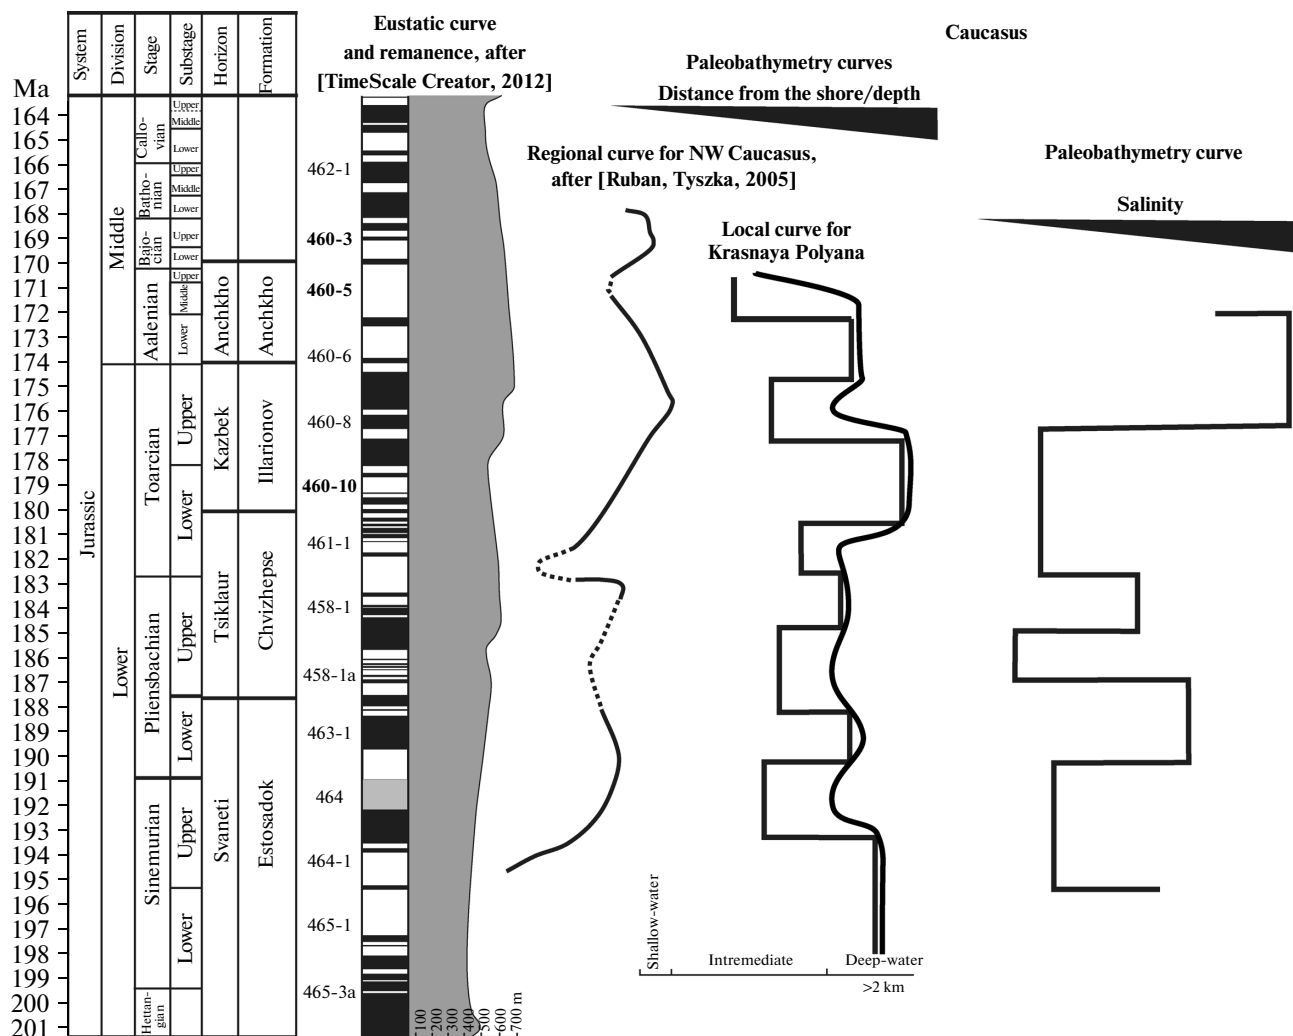 Eustatic curve
and remanence, after
[TimeScale Creator, 2012]
Caucasus
Paleobathymetry curves
Distance from the shore/depth
Regional curve for NW Caucasus,
after [Ruban, Tyszka, 2005]
Local curve for
Krasnaya Polyana
Paleobathymetry curve
Salinity
Ma
System
Division
Stage
Substage
Horizon
Formation
164
165
166
167
168
169
170
171
172
173
174
175
176
177
178
179
180
181
182
183
184
185
186
187
188
189
190
191
192
193
194
195
196
197
198
199
200
201
Jurassic
Middle
Lower
Callo-
vian
Batho-
nian
Bajo-
cian
Aalenian
Toarcian
Pliensbachian
Sinemurian
Hettan-
gian
Upper
Middle
Lower
Upper
Middle
Lower
Upper
Lower
Upper
Middle
Lower
Upper
Lower
Upper
Lower
Upper
Lower
Anchkho
Kazbek
Tsiklaur
Svaneti
Anchkho
Illarionov
Chvizhepse
Estosadok
462-1
460-3
460-5
460-6
460-8
460-10
461-1
458-1
458-1a
463-1
464
464-1
465-1
465-3a
100
200
300
400
500
600
700 m
Shallow-water
Intremediate
Deep-water
>2 km